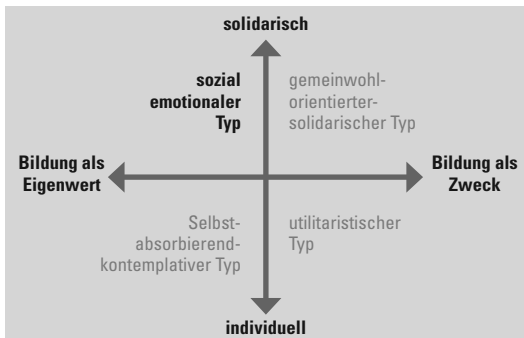 solidarisch
sozial
emotionaler
Typ
gemeinwohl-
orientierter-
solidarischer Typ
Bildung als
Eigenwert
Bildung als
Zweck
Selbst-
absorbierend-
kontemplativer Typ
utilitaristischer
Typ
individuell